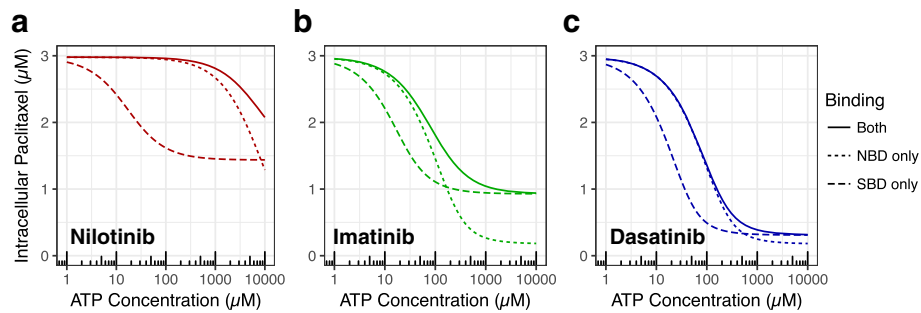 a b c
Intracellular Paclitaxel (µM)
3 3 3
2 2 2
1 1 1
0 0 0
Nilotinib Imatinib Dasatinib
1 10 100 1000 10000 1 10 100 1000 10000 1 10 100 1000 10000
ATP Concentration (µM) ATP Concentration (µM) ATP Concentration (µM)
Binding
Both
NBD only
SBD only